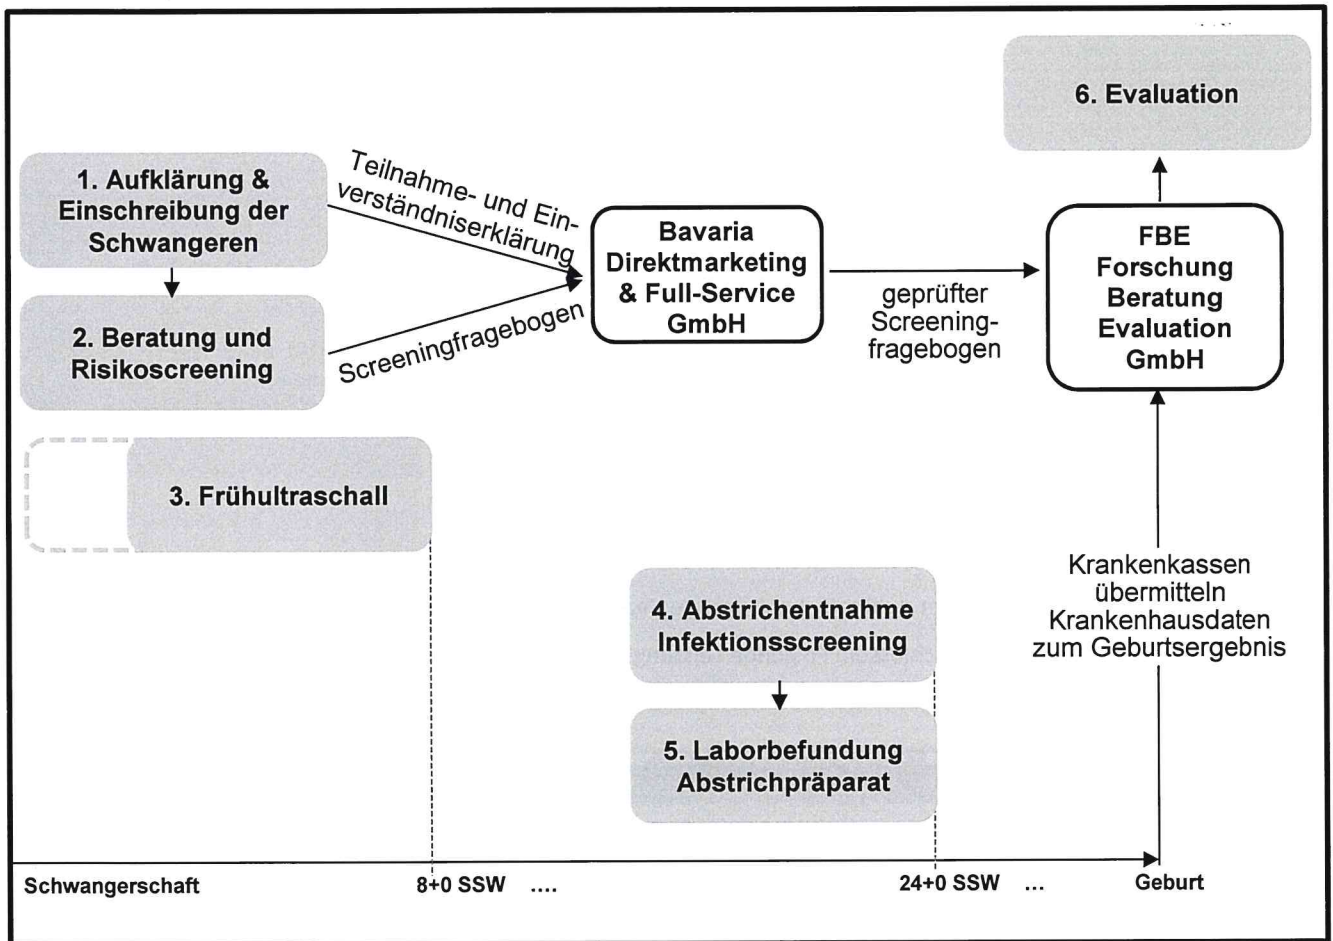 6. Evaluation
1. Aufklärung &
Einschreibung der
Schwangeren
Teilnahme- und Ein-
verständniserklärung
Bavaria
Direktmarketing
& Full-Service
GmbH
FBE
Forschung
Beratung
Evaluation
GmbH
geprüfter
Screening-
fragebogen
2. Beratung und
Risikoscreening
Screeningfragebogen
3. Frühultraschall
4. Abstrichentnahme
Infektionsscreening
Krankenkassen
übermitteln
Krankenhausdaten
zum Geburtsergebnis
5. Laborbefundung
Abstrichpräparat
Schwangerschaft 8+0 SSW .... 24+0 SSW ... Geburt